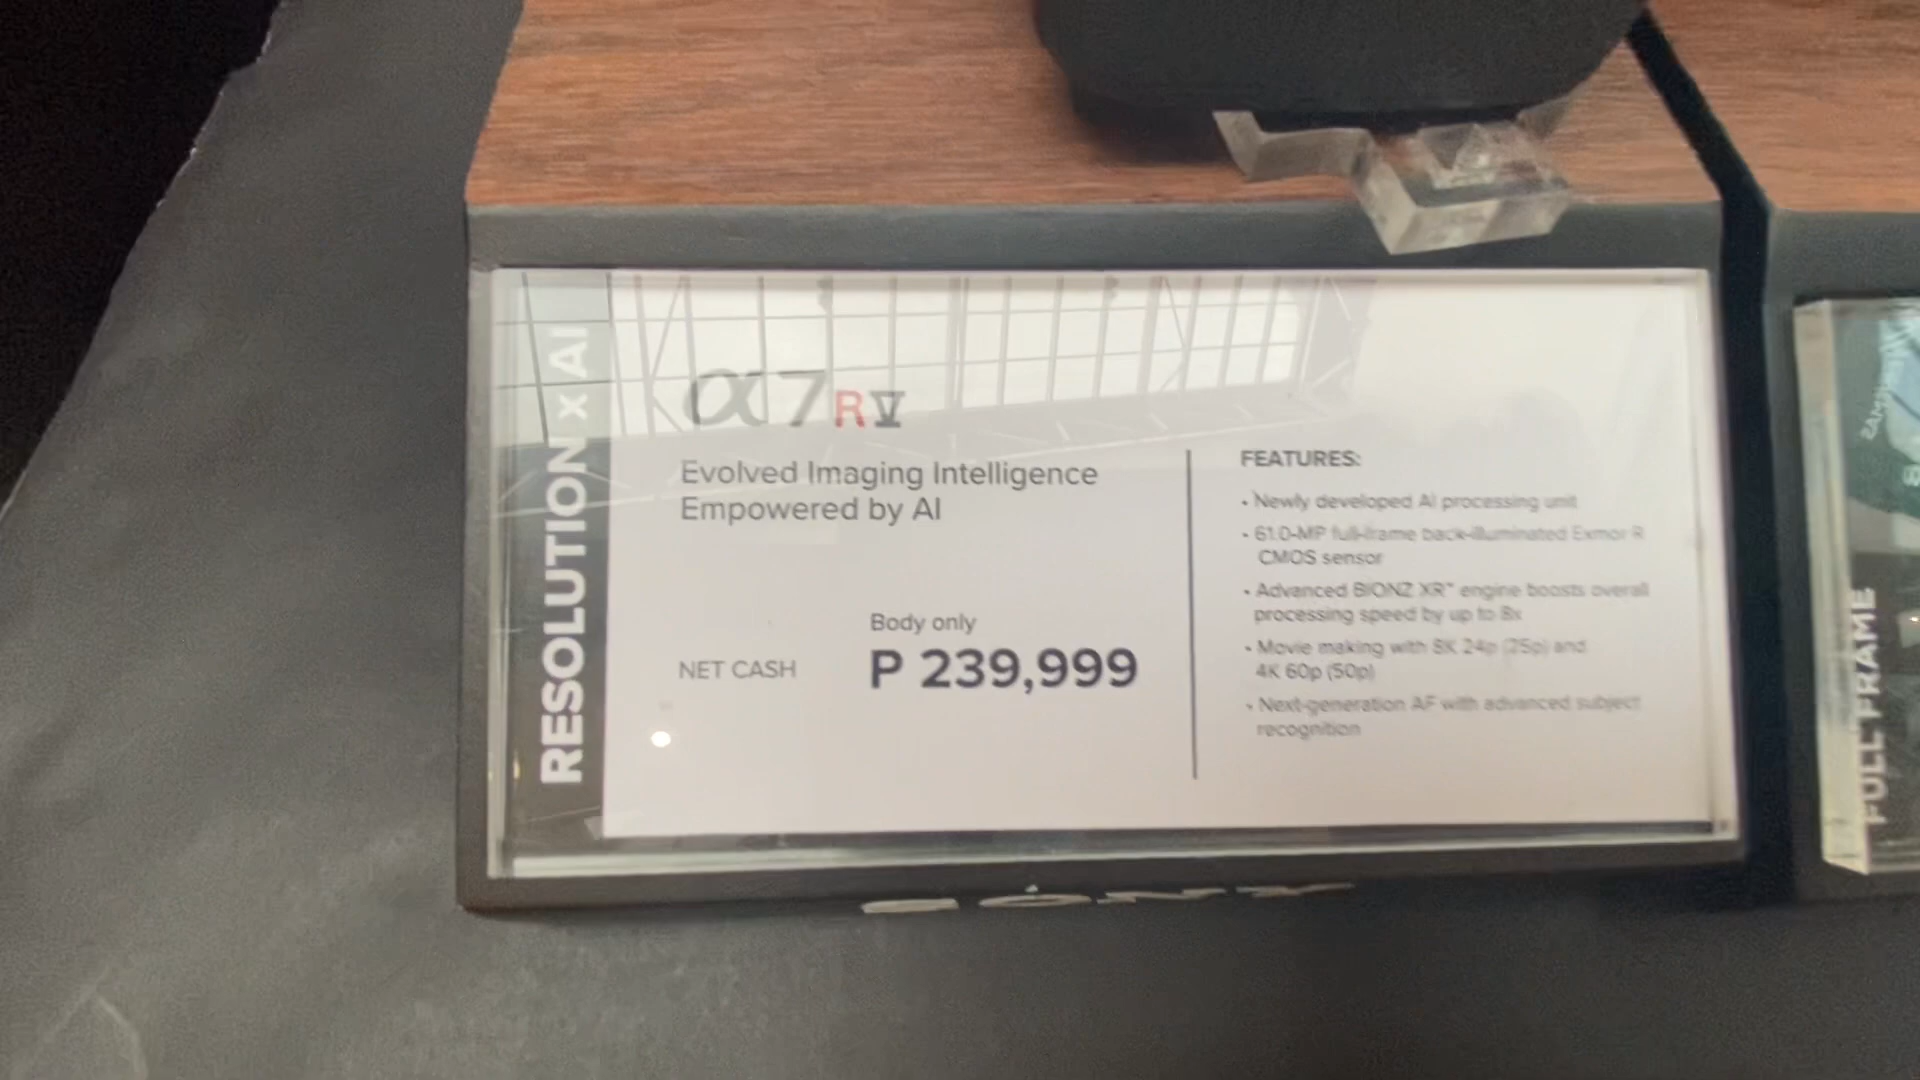 RESOLUTION x AI
α7RV
Evolved Imaging Intelligence
Empowered by AI
Body only
NET CASH P 239,999
FEATURES:
• Newly developed AI processing unit
• 61.0-MP full-frame back-illuminated Exmor R
CMOS sensor
• Advanced BIONZ XR™ engine boosts overall
processing speed by up to 8x
• Movie making with 8K 24p (25p) and
4K 60p (50p)
• Next-generation AF with advanced subject
recognition
SONY
FULL FRAME